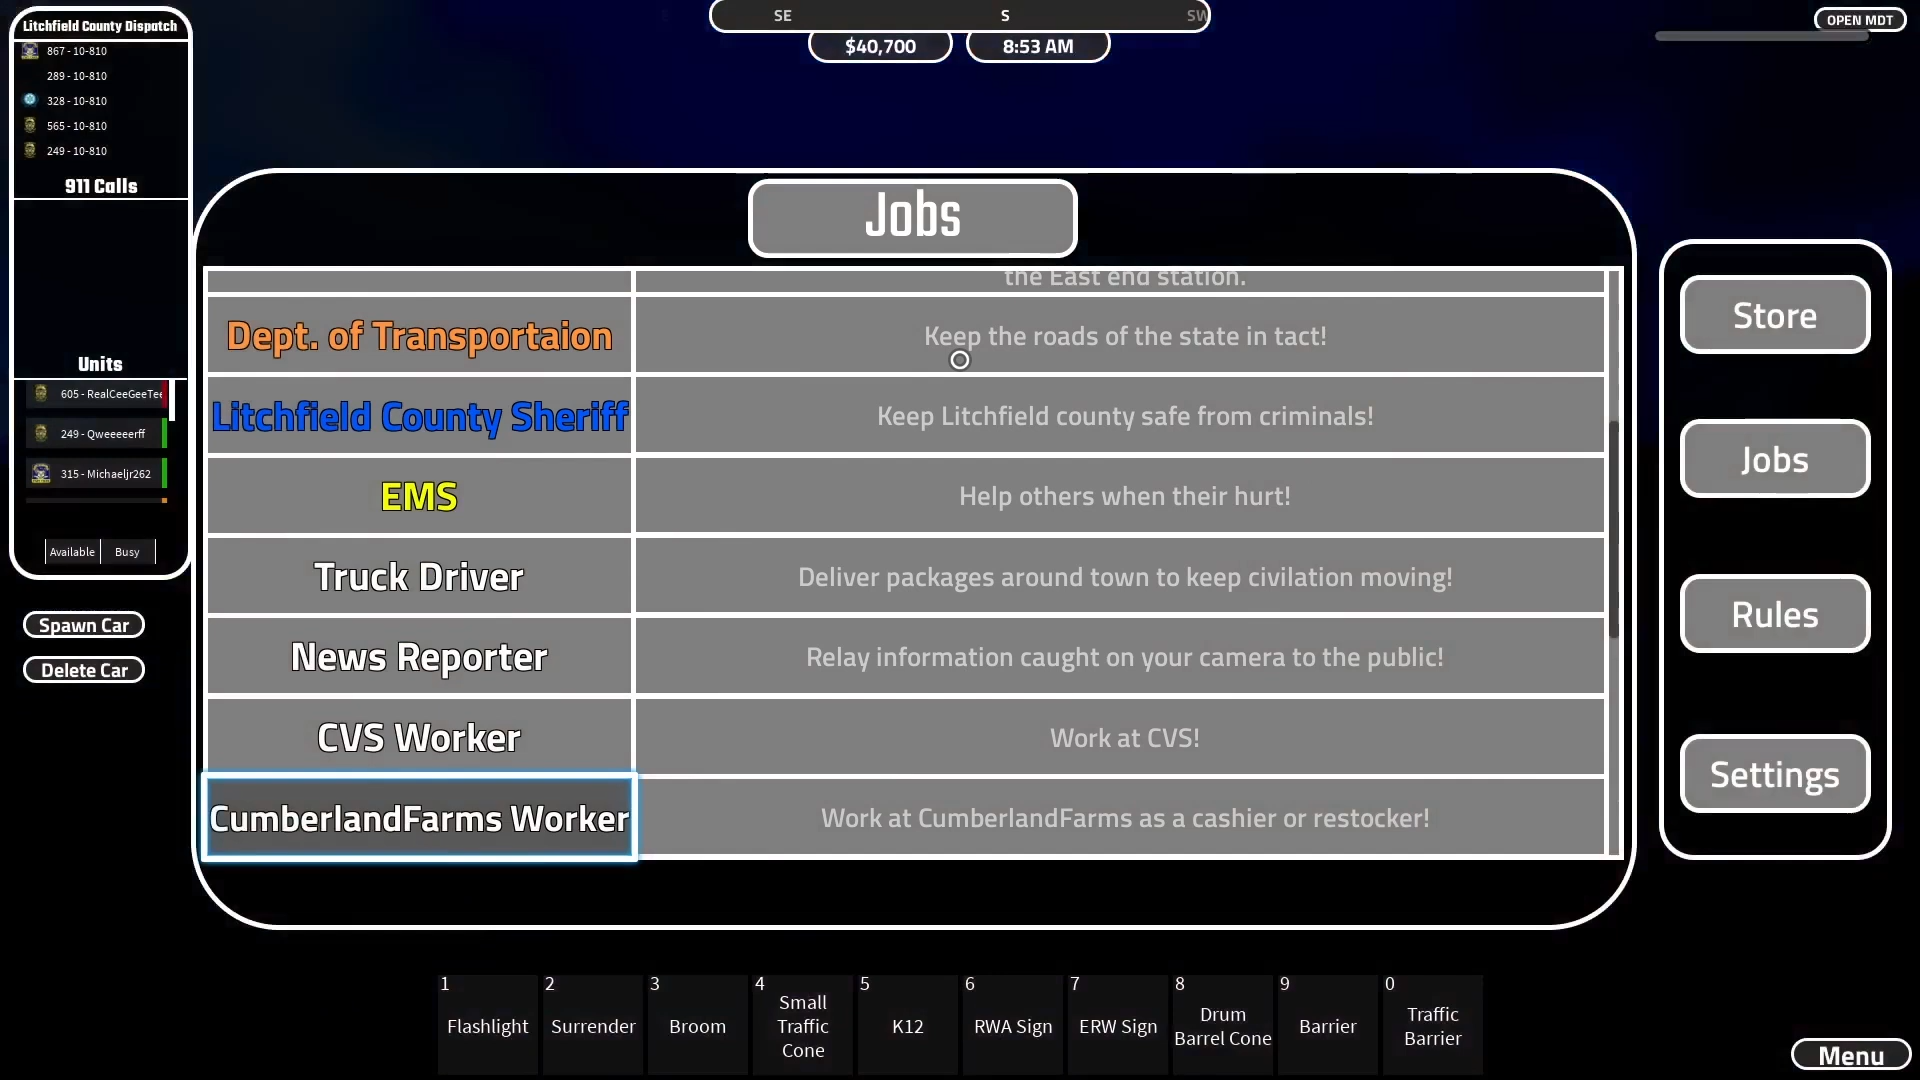 Litchfield County Dispatch
867 - 10-810
289 - 10-810
328 - 10-810
565 - 10-810
249 - 10-810
911 Calls
Units
605 - RealCeeGeeTee
249 - Qweeeeerff
315 - Michaeljr262
Available
Busy
Spawn Car
Delete Car
SE
S
SW
$40,700
8:53 AM
OPEN MDT
Jobs
the East end station.
Dept. of Transportaion
Keep the roads of the state in tact!
Litchfield County Sheriff
Keep Litchfield county safe from criminals!
EMS
Help others when their hurt!
Truck Driver
Deliver packages around town to keep civilation moving!
News Reporter
Relay information caught on your camera to the public!
CVS Worker
Work at CVS!
CumberlandFarms Worker
Work at CumberlandFarms as a cashier or restocker!
Store
Jobs
Rules
Settings
1
Flashlight
2
Surrender
3
Broom
4
Small
Traffic
Cone
5
K12
6
RWA Sign
7
ERW Sign
8
Drum
Barrel Cone
9
Barrier
0
Traffic
Barrier
Menu